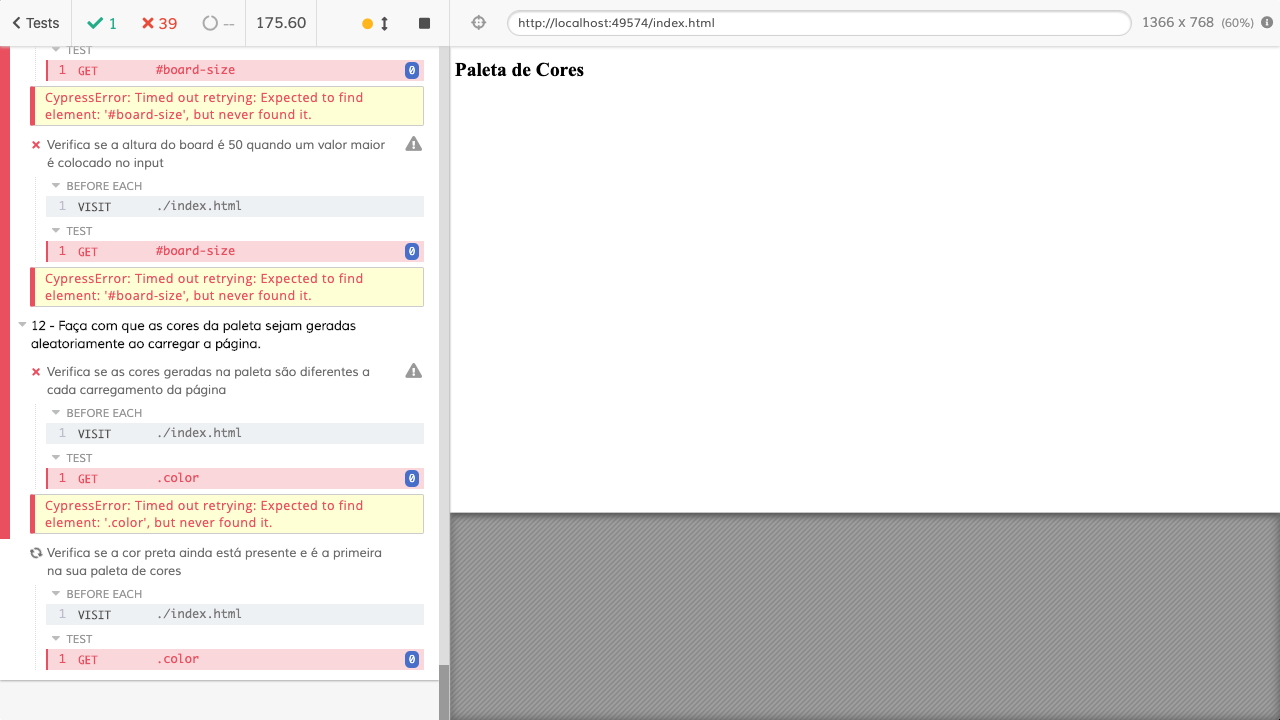 Tests
1
39
--
175.60
http://localhost:49574/index.html
1366 x 768 (60%)
TEST
1 GET #board-size 0
CypressError: Timed out retrying: Expected to find
element: '#board-size', but never found it.
Verifica se a altura do board é 50 quando um valor maior
é colocado no input
BEFORE EACH
1 VISIT ./index.html
TEST
1 GET #board-size 0
CypressError: Timed out retrying: Expected to find
element: '#board-size', but never found it.
12 - Faça com que as cores da paleta sejam geradas
aleatoriamente ao carregar a página.
Verifica se as cores geradas na paleta são diferentes a
cada carregamento da página
BEFORE EACH
1 VISIT ./index.html
TEST
1 GET .color 0
CypressError: Timed out retrying: Expected to find
element: '.color', but never found it.
Verifica se a cor preta ainda está presente e é a primeira
na sua paleta de cores
BEFORE EACH
1 VISIT ./index.html
TEST
1 GET .color 0
Paleta de Cores